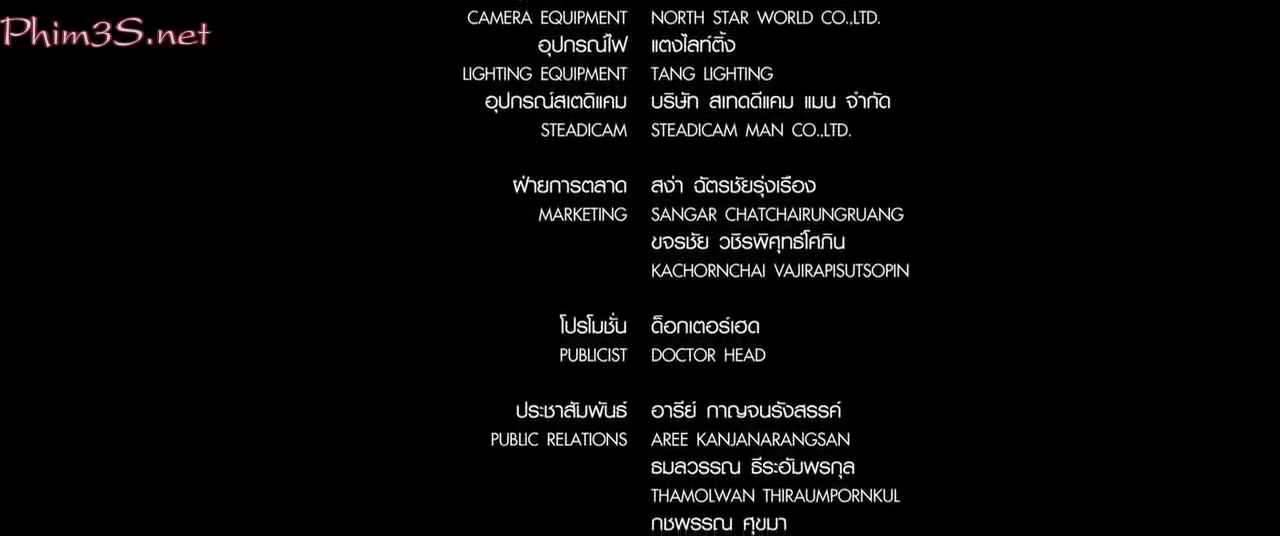 Phim3S.net
CAMERA EQUIPMENT NORTH STAR WORLD CO.,LTD.
อุปกรณ์ไฟ แตงไลท์ติ้ง
LIGHTING EQUIPMENT TANG LIGHTING
อุปกรณ์สเตดิแคม บริษัท สเทดดีแคม แมน จำกัด
STEADICAM STEADICAM MAN CO.,LTD.
ฝ่ายการตลาด สง่า ฉัตรชัยรุ่งเรือง
MARKETING SANGAR CHATCHAIRUNGRUANG
ขจรชัย วชิรพิศุทธ์โศภิน
KACHORNCHAI VAJIRAPISUTSOPIN
โปรโมชั่น ด็อกเตอร์เฮด
PUBLICIST DOCTOR HEAD
ประชาสัมพันธ์ อารีย์ กาญจนรังสรรค์
PUBLIC RELATIONS AREE KANJANARANGSAN
ธมลวรรณ ธีระอัมพรกุล
THAMOLWAN THIRAUMPORNKUL
กชพรรณ ศุขมา